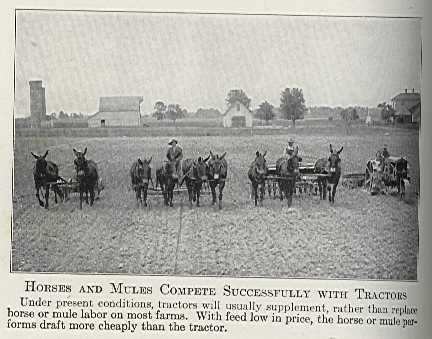 HORSES AND MULES COMPETE SUCCESSFULLY WITH TRACTORS
Under present conditions, tractors will usually supplement, rather than replace
horse or mule labor on most farms. With feed low in price, the horse or mule per-
forms draft more cheaply than the tractor.